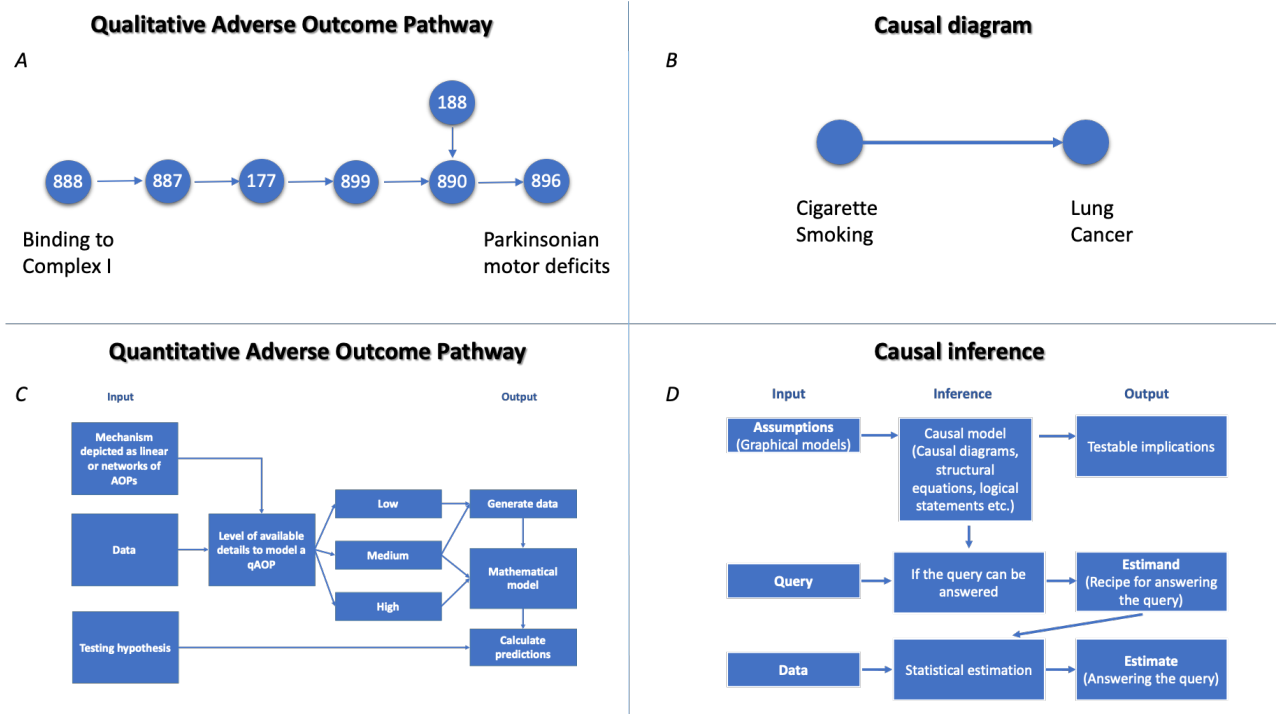 Qualitative Adverse Outcome Pathway
A
188
888
887
177
899
890
896
Binding to
Complex I
Parkinsonian
motor deficits
Causal diagram
B
Cigarette
Smoking
Lung
Cancer
Quantitative Adverse Outcome Pathway
C
Input
Output
Mechanism
depicted as linear
or networks of
AOPs
Data
Level of available
details to model a
qAOP
Low
Medium
High
Generate data
Mathematical
model
Testing hypothesis
Calculate
predictions
Causal inference
D
Input
Inference
Output
Assumptions
(Graphical models)
Causal model
(Causal diagrams,
structural
equations, logical
statements etc.)
Testable implications
Query
If the query can be
answered
Estimand
(Recipe for answering
the query)
Data
Statistical estimation
Estimate
(Answering the query)